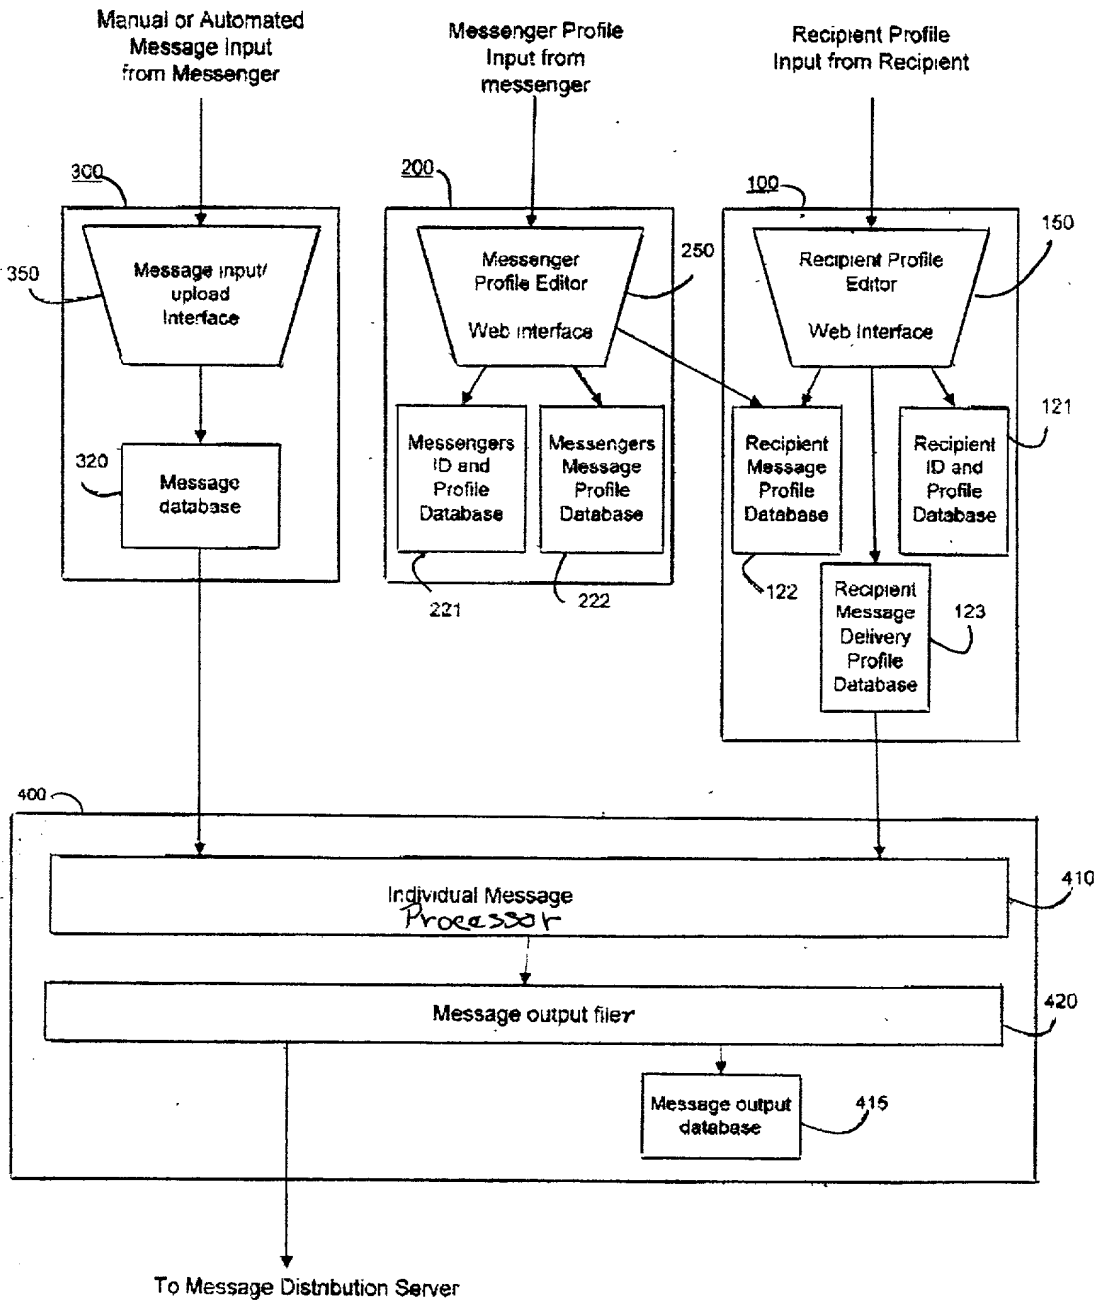 Manual or Automated
Message Input
from Messenger
Messenger Profile
Input from
messenger
Recipient Profile
Input from Recipient
300
200
100
350
Message input/
upload
Interface
Messenger
Profile Editor
Web interface
250
Recipient Profile
Editor
Web Interface
150
320
Message
database
Messengers
ID and
Profile
Database
Messengers
Message
Profile
Database
Recipient
Message
Profile
Database
Recipient
ID and
Profile
Database
121
221
222
122
Recipient
Message
Delivery
Profile
Database
123
400
Individual Message
Processor
410
Message output filer
420
Message output
database
415
To Message Distribution Server